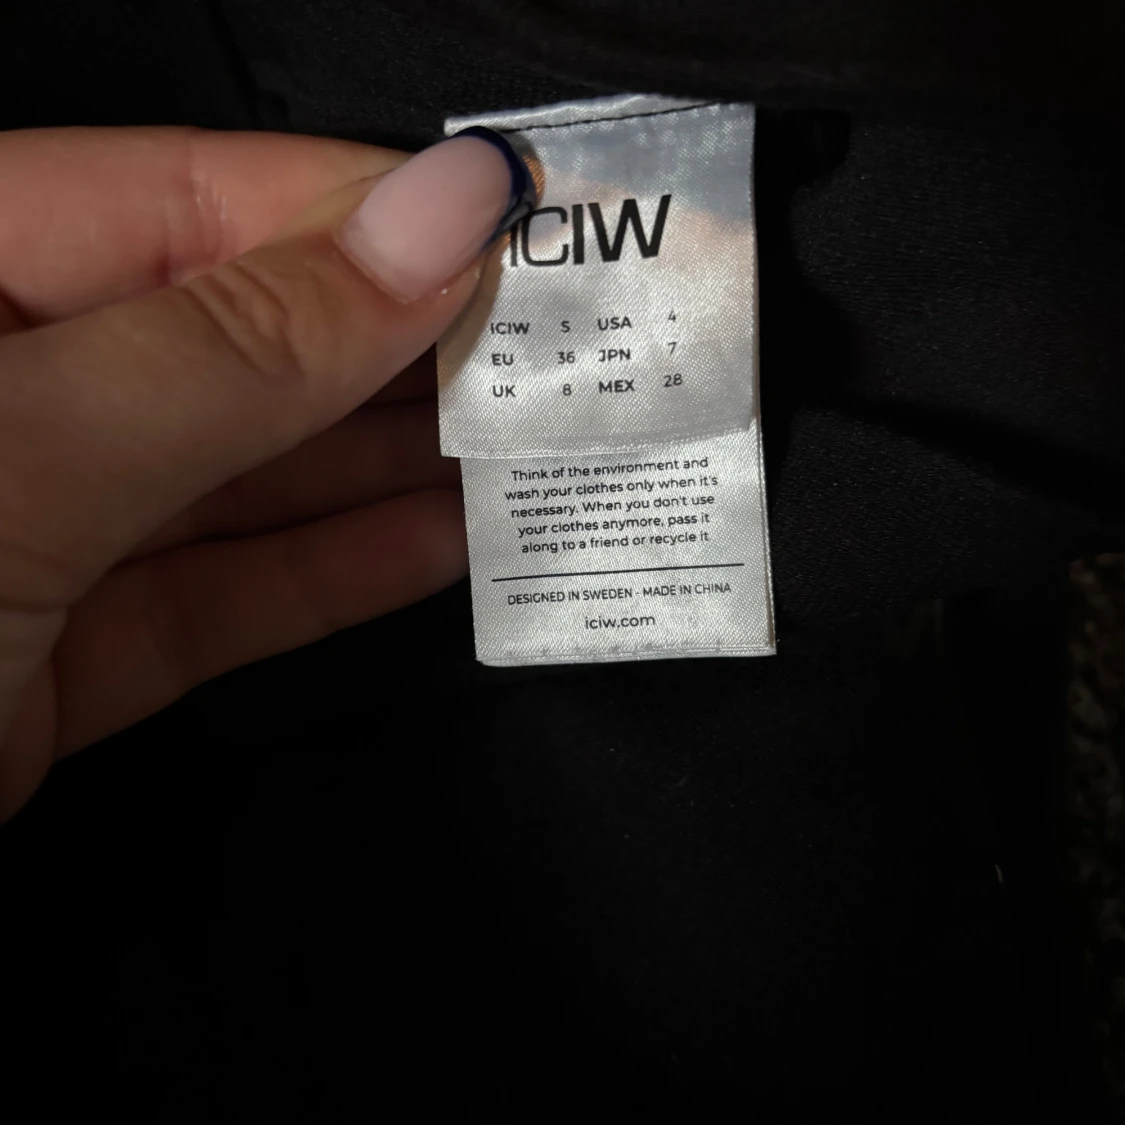 ICIW
ICIW S USA 4
EU 36 JPN 7
UK 8 MEX 28
Think of the environment and
wash your clothes only when it's
necessary. When you don't use
your clothes anymore, pass it
along to a friend or recycle it
DESIGNED IN SWEDEN - MADE IN CHINA
iciw.com